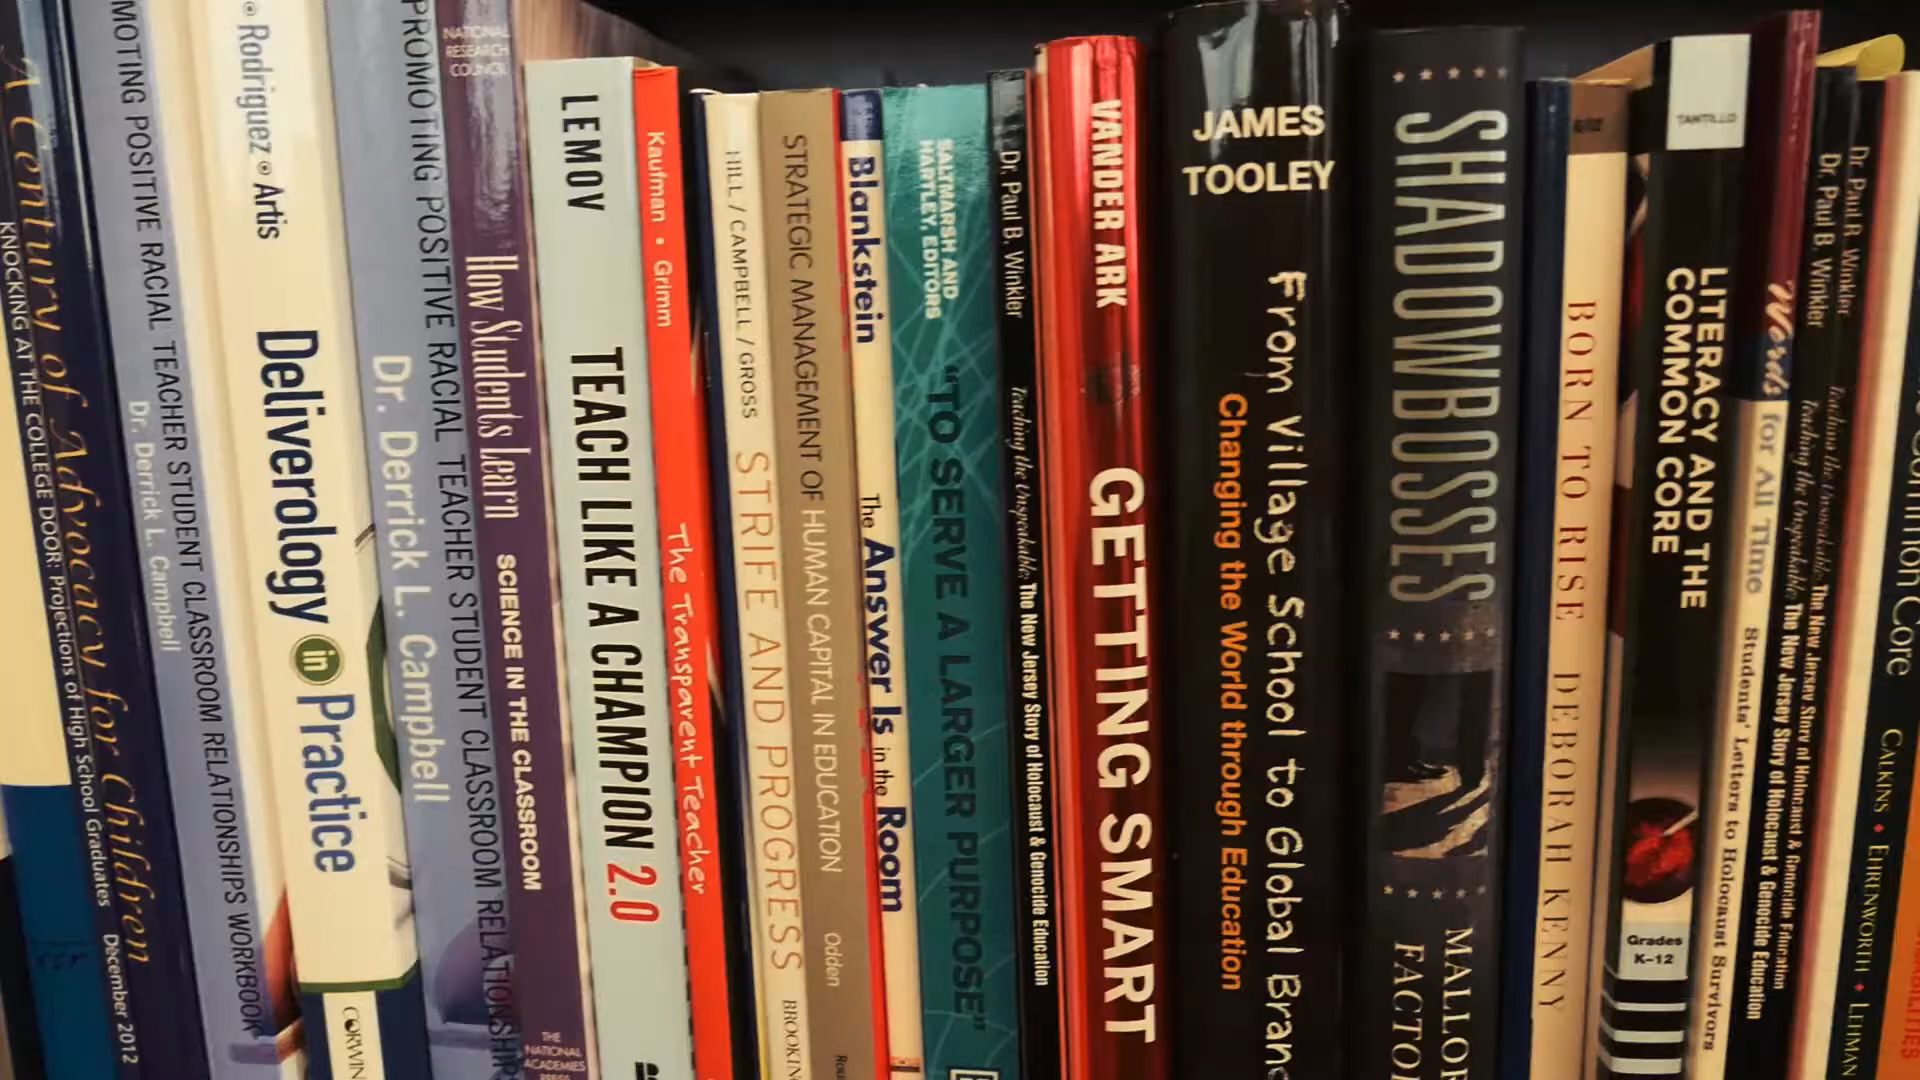 A Century of Advocacy for Children
KNOCKING AT THE COLLEGE DOOR: Projections of High School Graduates
December 2012
MOTING POSITIVE RACIAL TEACHER STUDENT CLASSROOM RELATIONSHIPS WORKBOOK
Dr. Derrick L. Campbell
Rodriguez Artis
Deliverology in Practice
CORWIN
PROMOTING POSITIVE RACIAL TEACHER STUDENT CLASSROOM RELATIONSHIPS
Dr. Derrick L. Campbell
NATIONAL
RESEARCH
COUNCIL
How Students Learn
SCIENCE IN THE CLASSROOM
THE
NATIONAL
ACADEMIES
PRESS
LEMOV
TEACH LIKE A CHAMPION 2.0
Kaufman • Grimm
The Transparent Teacher
HILL / CAMPBELL / GROSS
STRIFE AND PROGRESS
BROOKIN
STRATEGIC MANAGEMENT OF HUMAN CAPITAL IN EDUCATION
Odden
Blankstein
The Answer Is in the Room
SALTMARSH AND
HARTLEY, EDITORS
"TO SERVE A LARGER PURPOSE"
Dr. Paul B. Winkler
Teaching the Unspeakable: The New Jersey Story of Holocaust & Genocide Education
VANDER ARK
GETTING SMART
JAMES
TOOLEY
From Village School to Global Brand
Changing the World through Education
SHADOWBOSSES
MALLOR
FACTO
BORN TO RISE
DEBORAH KENNY
TANTILLO
LITERACY AND THE
COMMON CORE
Grades
K-12
Words for All Time
Students' Letters to Holocaust Survivors
Dr. Paul B. Winkler
Teaching the Unspeakable: The New Jersey Story of Holocaust & Genocide Education
Dr. Paul B. Winkler
Teaching the Unspeakable: The New Jersey Story of Holocaust & Genocide Education
Common Core
CALKINS • EHRENWORTH • LEHMAN